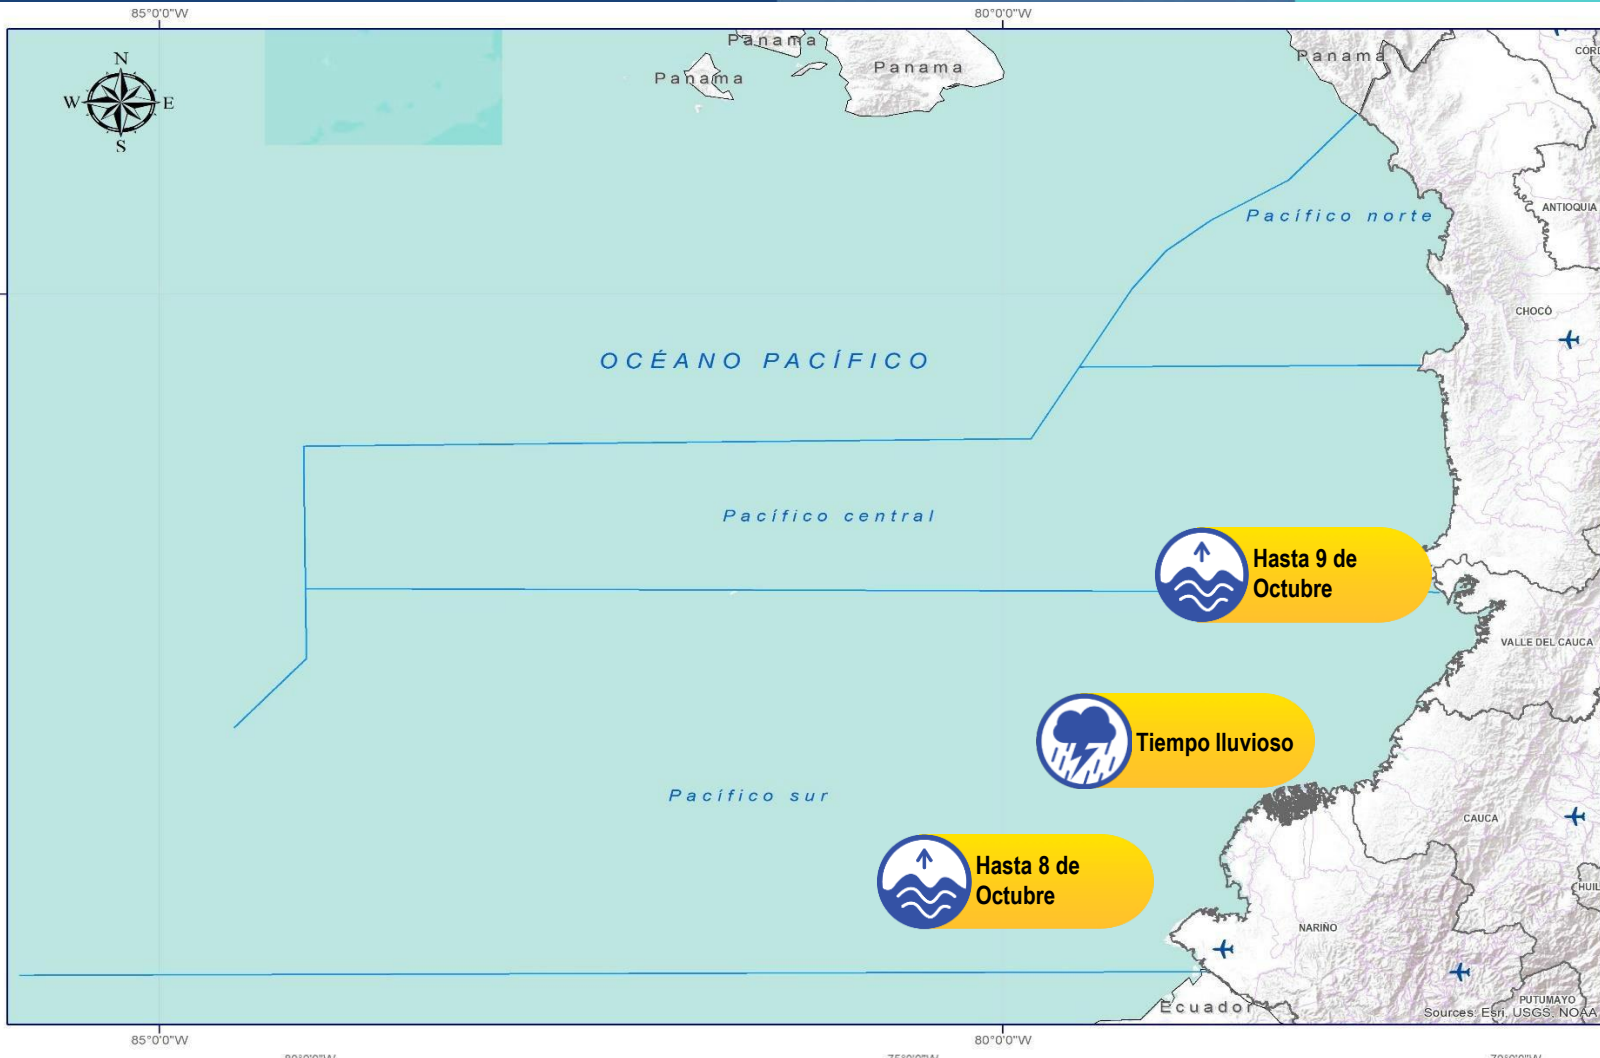 85°0'0"W
80°0'0"W
N
W
E
S
Panama
Panama
Panama
Panama
Pacífico norte
ANTIOQUIA
CHOCÓ
OCÉANO PACÍFICO
Pacífico central
Hasta 9 de
Octubre
VALLE DEL CAUCA
Tiempo lluvioso
Pacífico sur
CAUCA
Hasta 8 de
Octubre
NARIÑO
PUTUMAYO
Ecuador
Sources: Esri, USGS, NOAA
85°0'0"W
80°0'0"W